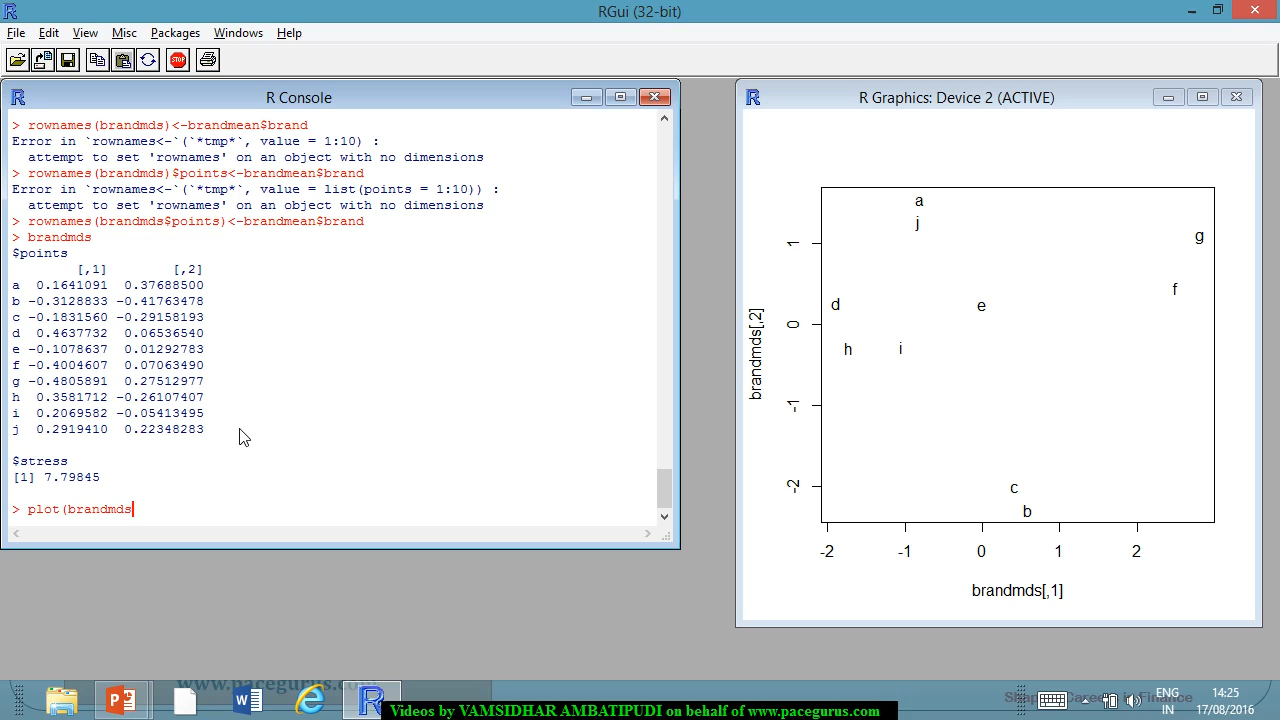 RGui (32-bit)
File Edit View Misc Packages Windows Help
R Console
> rownames(brandmds)<-brandmean$brand
Error in `rownames<-`(`*tmp*`, value = 1:10) :
  attempt to set 'rownames' on an object with no dimensions
> rownames(brandmds)$points<-brandmean$brand
Error in `rownames<-`(`*tmp*`, value = list(points = 1:10)) :
  attempt to set 'rownames' on an object with no dimensions
> rownames(brandmds$points)<-brandmean$brand
> brandmds
$points
        [,1]        [,2]
a  0.1641091  0.37688500
b -0.3128833 -0.41763478
c -0.1831560 -0.29158193
d  0.4637732  0.06536540
e -0.1078637  0.01292783
f -0.4004607  0.07063490
g -0.4805891  0.27512977
h  0.3581712 -0.26107407
i  0.2069582 -0.05413495
j  0.2919410  0.22348283
$stress
[1] 7.79845
> plot(brandmds
R Graphics: Device 2 (ACTIVE)
a
j
g
f
d
e
h
i
c
b
1
0
-1
-2
brandmds[,2]
-2 -1 0 1 2
brandmds[,1]
STOP
www.pacegurus.com
ENG
IN
14:25
17/08/2016
Videos by VAMSIDHAR AMBATIPUDI on behalf of www.pacegurus.com